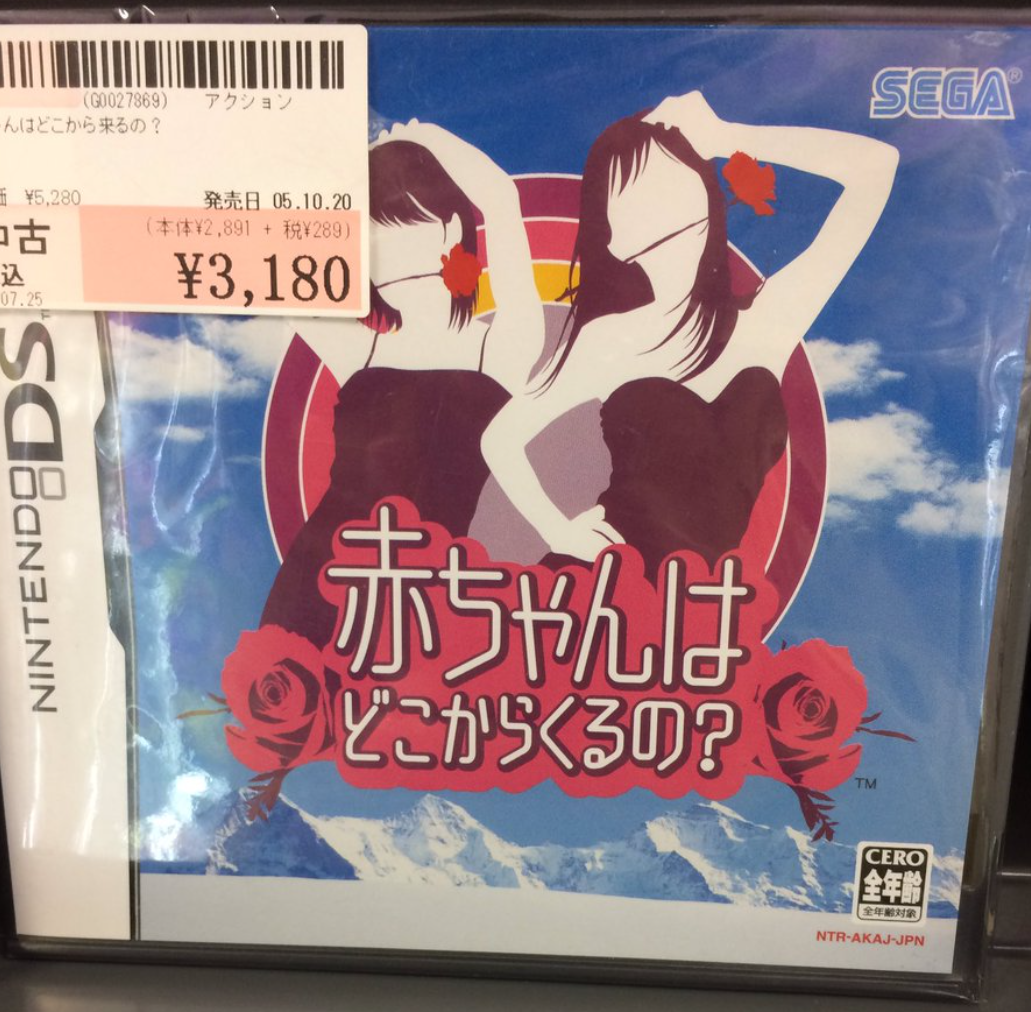 (G0027869) アクション
んはどこから来るの？
¥5,280 発売日 05.10.20
中古 (本体¥2,891 + 税¥289)
込 ¥3,180
07.25
SEGA®
NINTENDO DS™
赤ちゃんは
どこからくるの?
TM
CERO
全年齢
全年齢対象
NTR-AKAJ-JPN